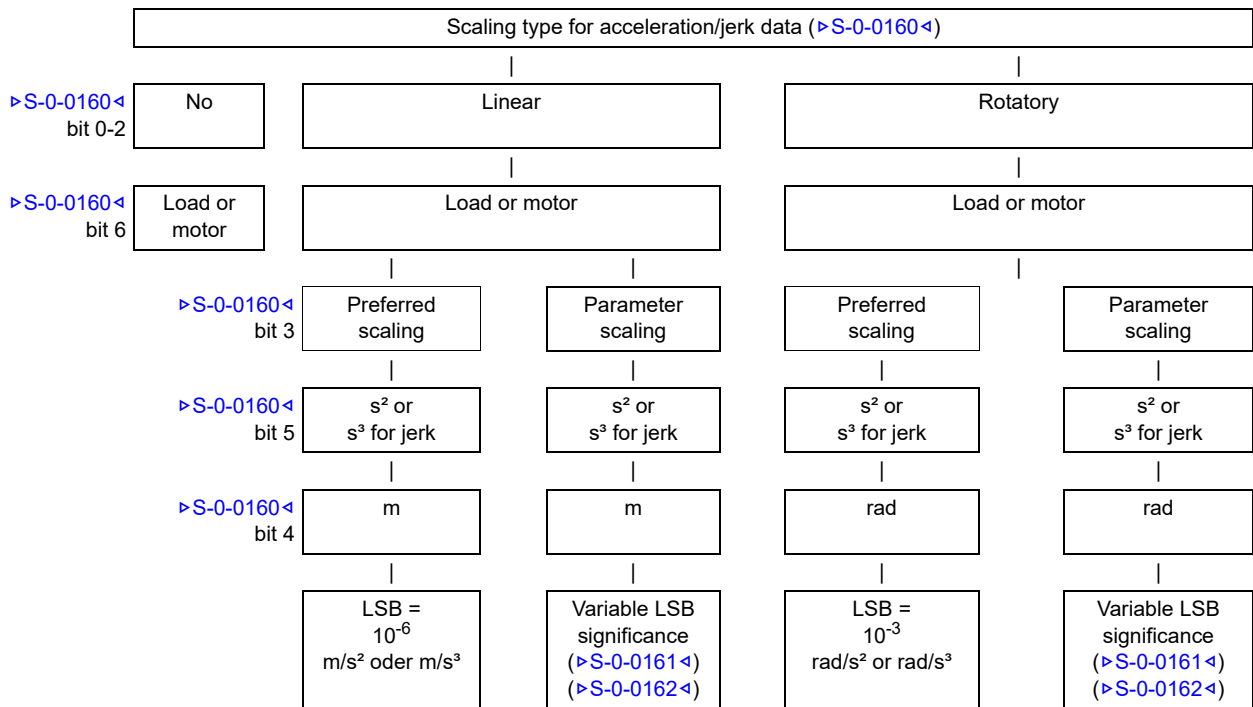 Scaling type for acceleration/jerk data (▹S-0-0160◃)
|
|
▹S-0-0160◃
bit 0-2
No
Linear
Rotatory
|
|
▹S-0-0160◃
bit 6
Load or
motor
Load or motor
Load or motor
|
|
|
▹S-0-0160◃
bit 3
Preferred
scaling
Parameter
scaling
Preferred
scaling
Parameter
scaling
|
|
|
|
▹S-0-0160◃
bit 5
s² or
s³ for jerk
s² or
s³ for jerk
s² or
s³ for jerk
s² or
s³ for jerk
|
|
|
|
▹S-0-0160◃
bit 4
m
m
rad
rad
|
|
|
|
LSB =
10⁻⁶
m/s² oder m/s³
Variable LSB
significance
(▹S-0-0161◃)
(▹S-0-0162◃)
LSB =
10⁻³
rad/s² or rad/s³
Variable LSB
significance
(▹S-0-0161◃)
(▹S-0-0162◃)